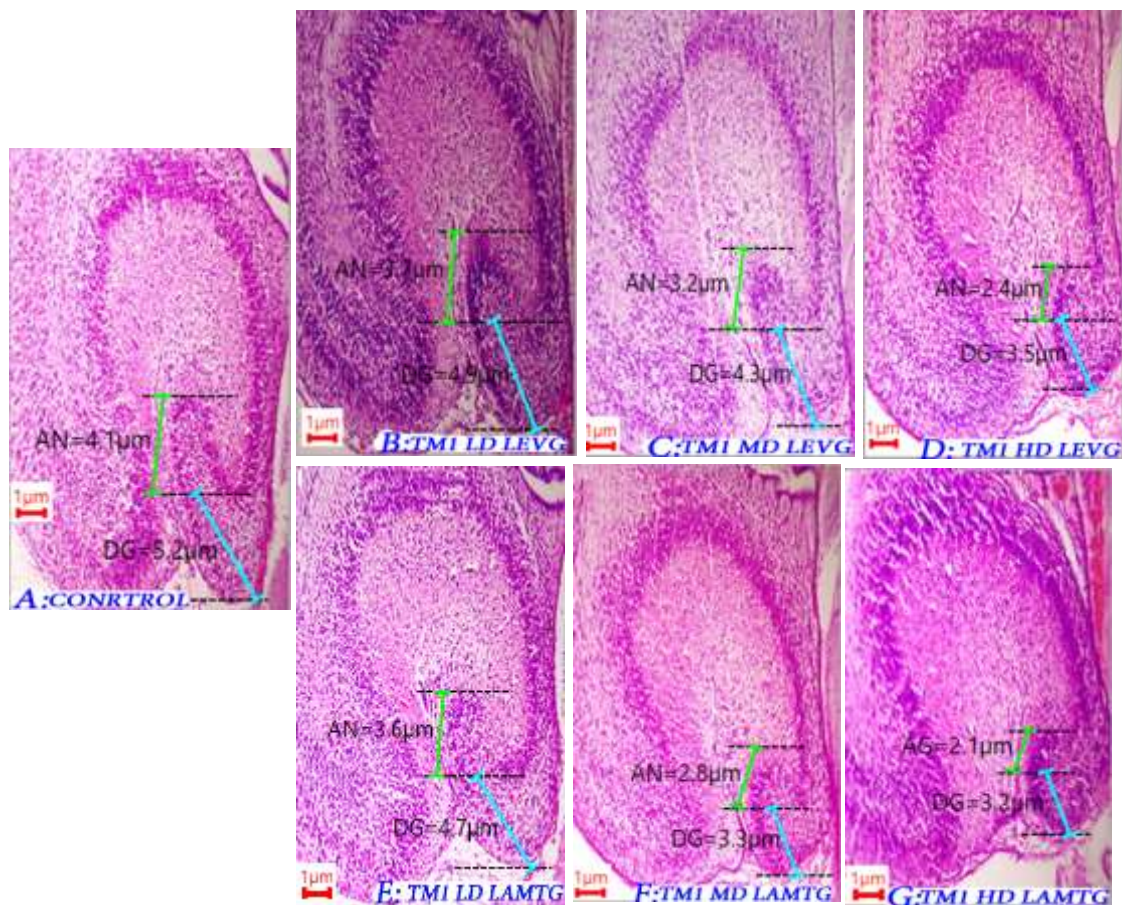 AN=4.1μm
1μm
DG=5.2μm
A:CONRTROL
AN=3.7μm
DG=4.9μm
1μm
B:TM1 LD LEVG
AN=3.2μm
DG=4.3μm
1μm
C:TM1 MD LEVG
AN=2.4μm
DG=3.5μm
1μm
D: TM1 HD LEVG
AN=3.6μm
DG=4.7μm
1μm
E: TM1 LD LAMTG
AN=2.8μm
DG=3.3μm
1μm
F:TM1 MD LAMTG
AG=2.1μm
DG=3.2μm
1μm
G:TM1 HD LAMTG